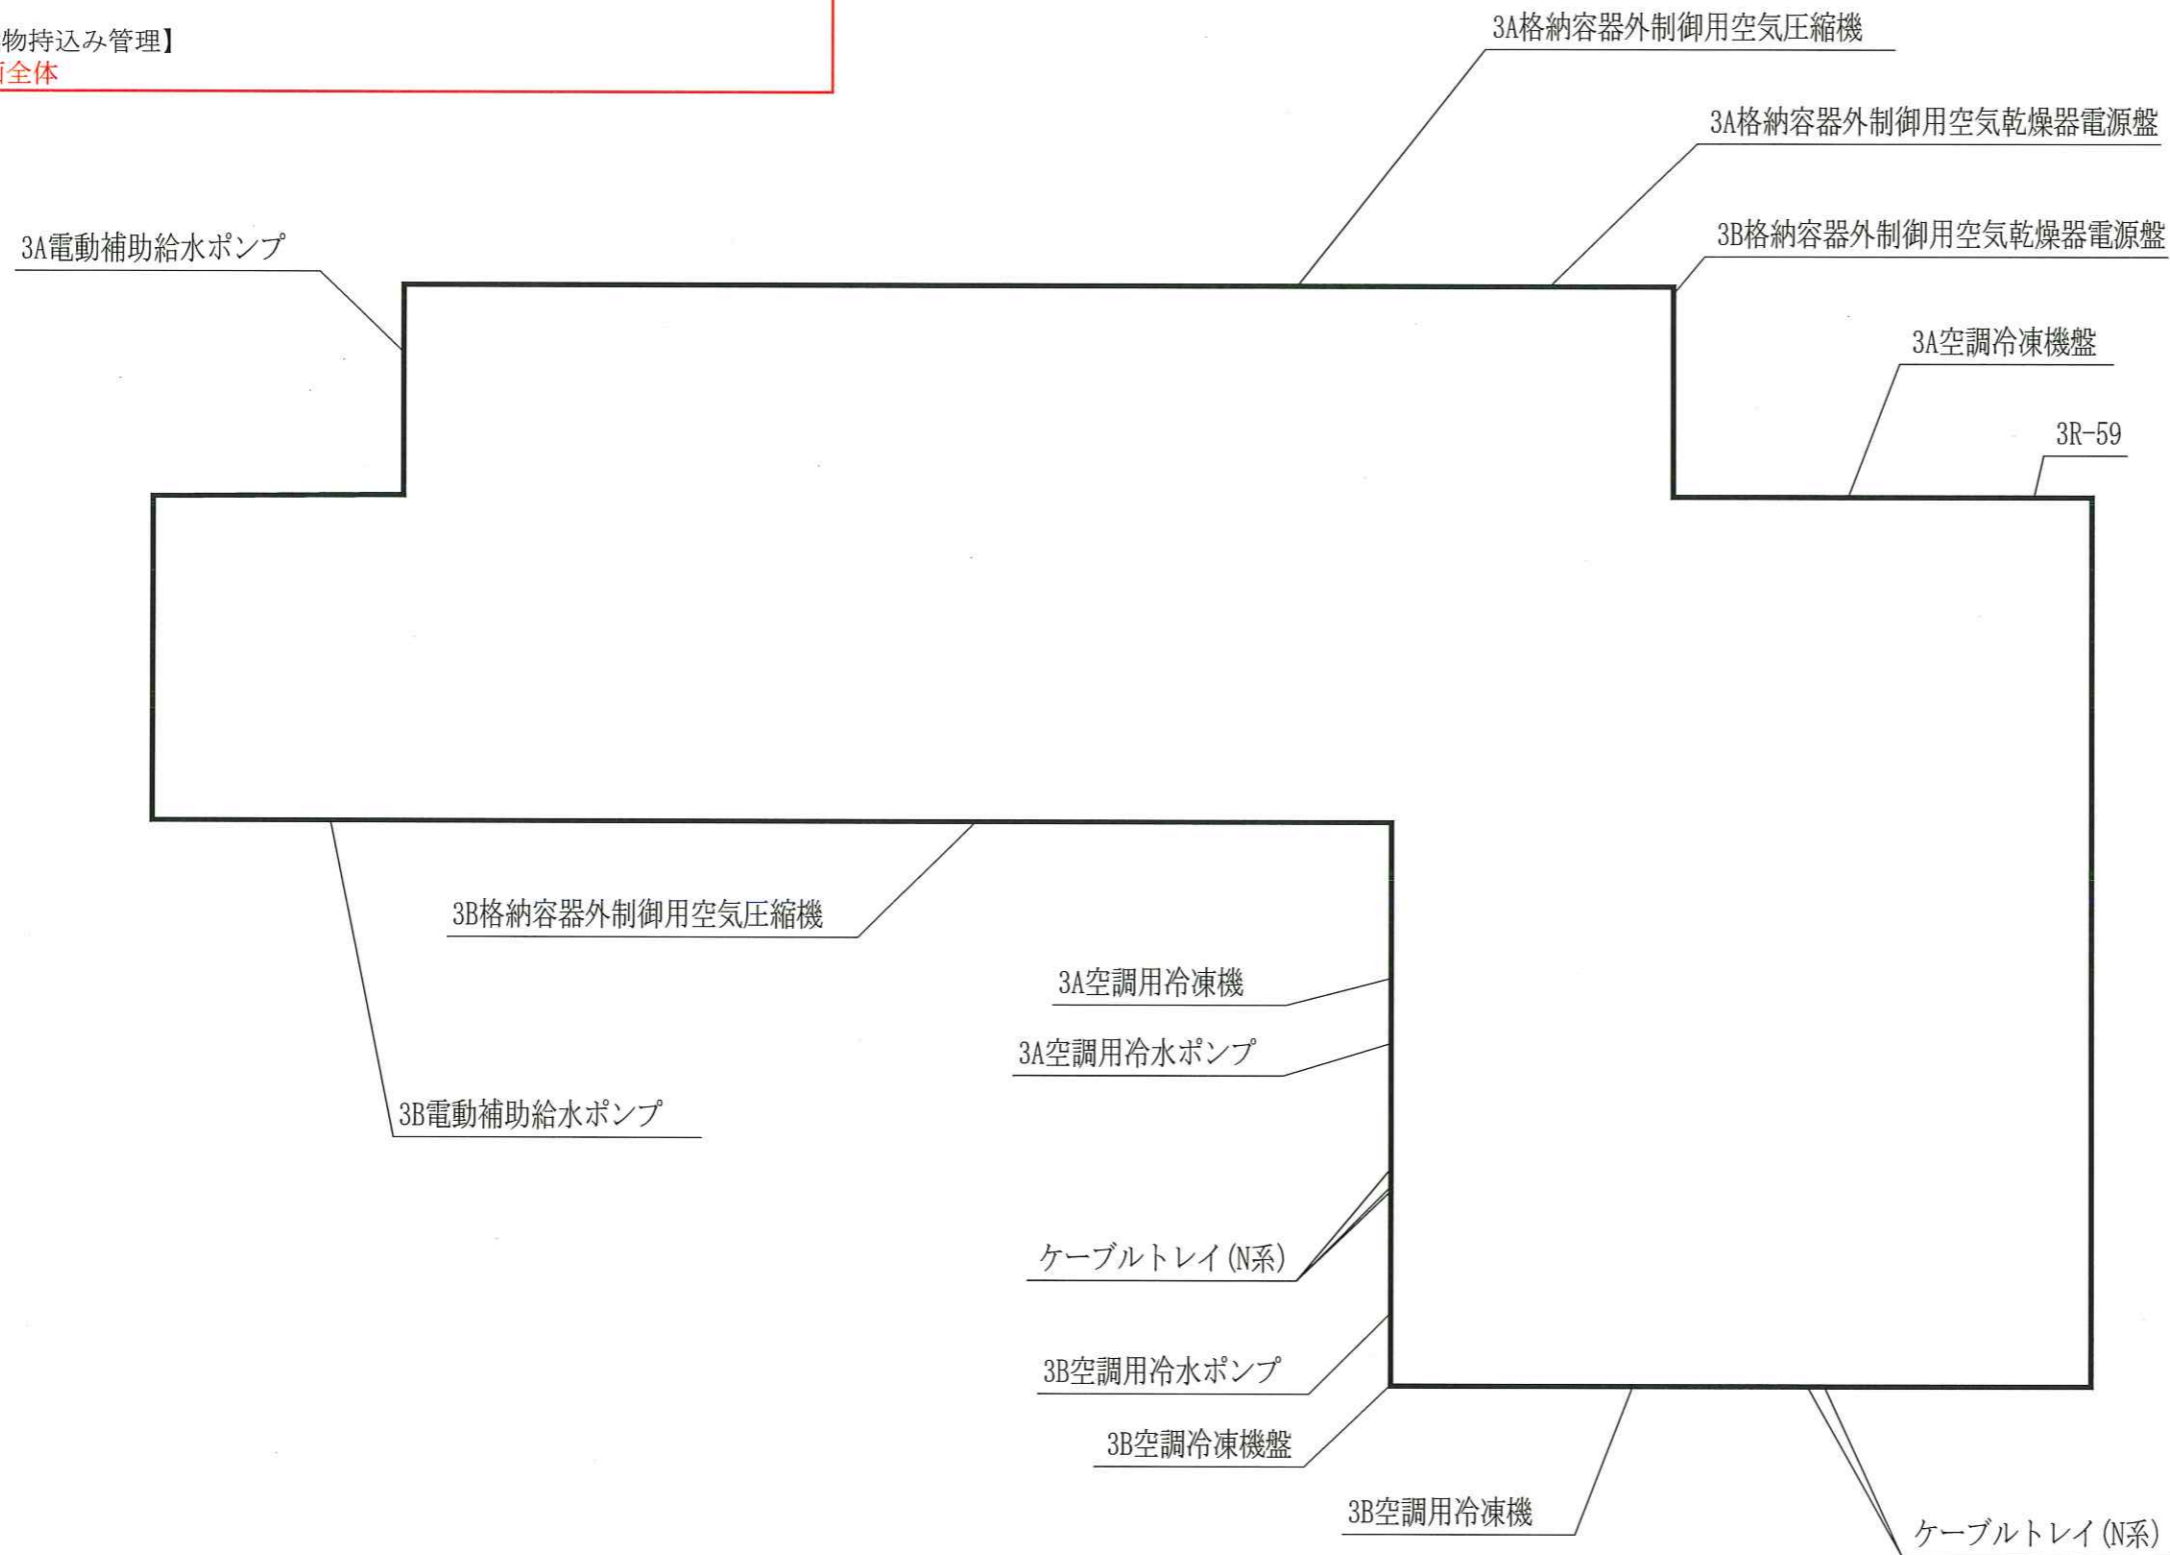 物持込み管理】
全体
3A格納容器外制御用空気圧縮機
3A格納容器外制御用空気乾燥器電源盤
3B格納容器外制御用空気乾燥器電源盤
3A電動補助給水ポンプ
3A空調冷凍機盤
3R-59
3B格納容器外制御用空気圧縮機
3A空調用冷凍機
3A空調用冷水ポンプ
3B電動補助給水ポンプ
ケーブルトレイ(N系)
3B空調用冷水ポンプ
3B空調冷凍機盤
3B空調用冷凍機
ケーブルトレイ(N系)